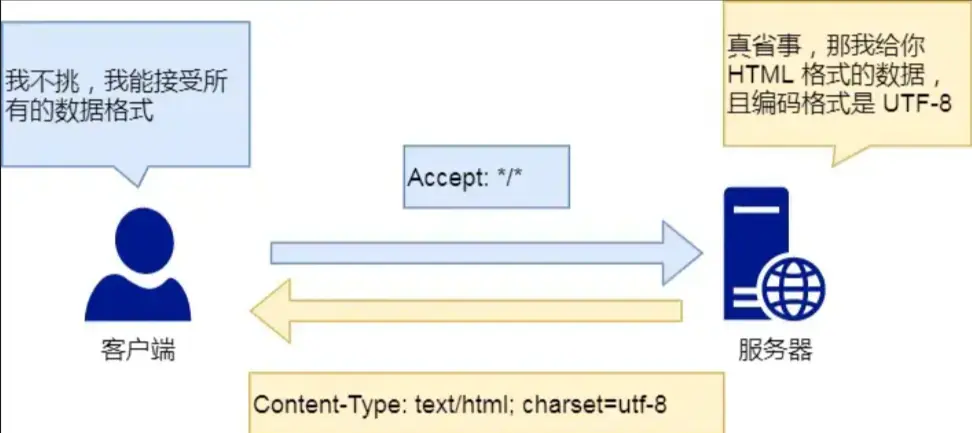 我不挑，我能接受所
有的数据格式
真省事，那我给你
HTML 格式的数据，
且编码格式是 UTF-8
Accept: */*
客户端
服务器
Content-Type: text/html; charset=utf-8